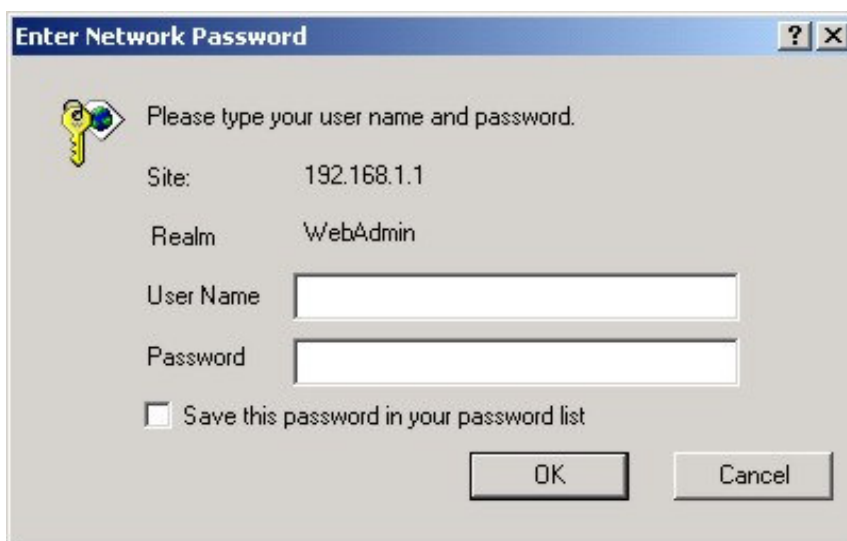 Enter Network Password
Please type your user name and password.
Site: 192.168.1.1
Realm WebAdmin
User Name
Password
Save this password in your password list
OK Cancel